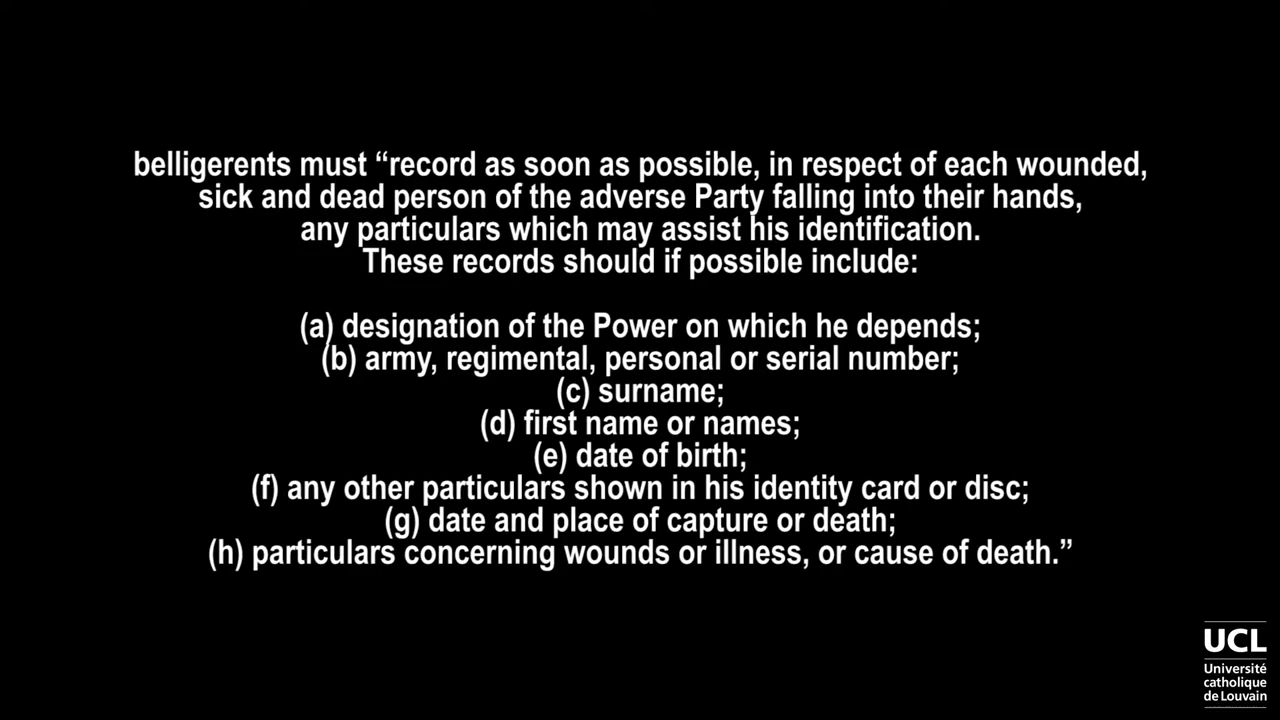 belligerents must “record as soon as possible, in respect of each wounded,
sick and dead person of the adverse Party falling into their hands,
any particulars which may assist his identification.
These records should if possible include:
(a) designation of the Power on which he depends;
(b) army, regimental, personal or serial number;
(c) surname;
(d) first name or names;
(e) date of birth;
(f) any other particulars shown in his identity card or disc;
(g) date and place of capture or death;
(h) particulars concerning wounds or illness, or cause of death.”
UCL
Université
catholique
de Louvain